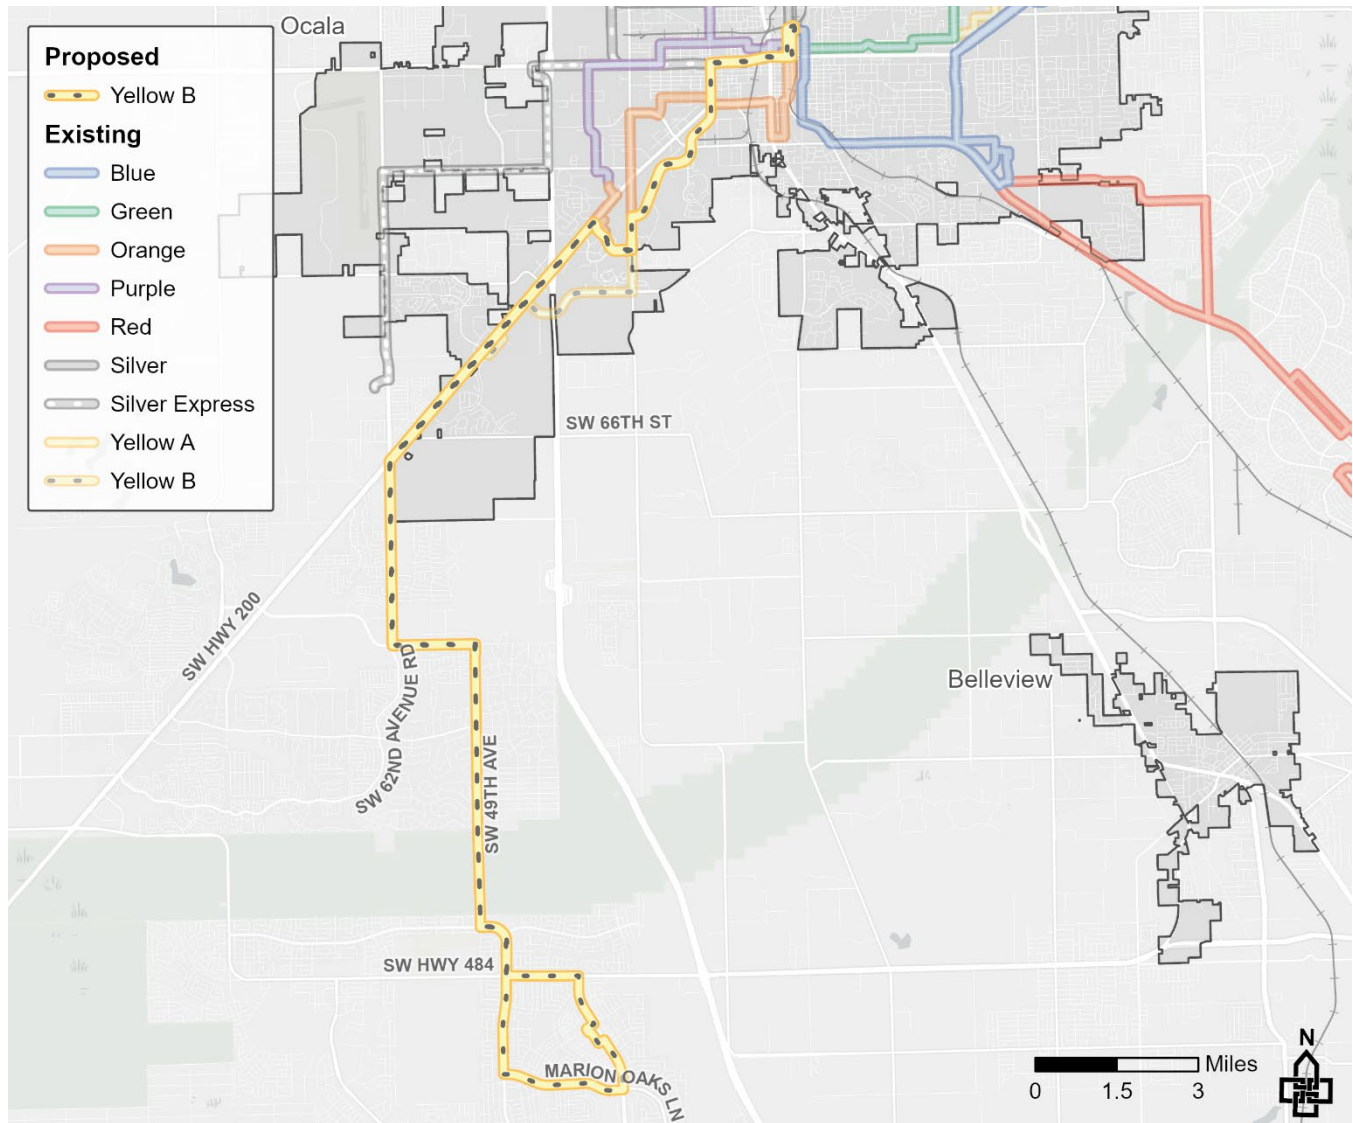 Ocala
Proposed
Yellow B
Existing
Blue
Green
Orange
Purple
Red
Silver
Silver Express
Yellow A
Yellow B
SW 66TH ST
SW HWY 200
SW 62ND AVENUE RD
Belleview
SW 49TH AVE
SW HWY 484
MARION OAKS LN
N
Miles
0 1.5 3